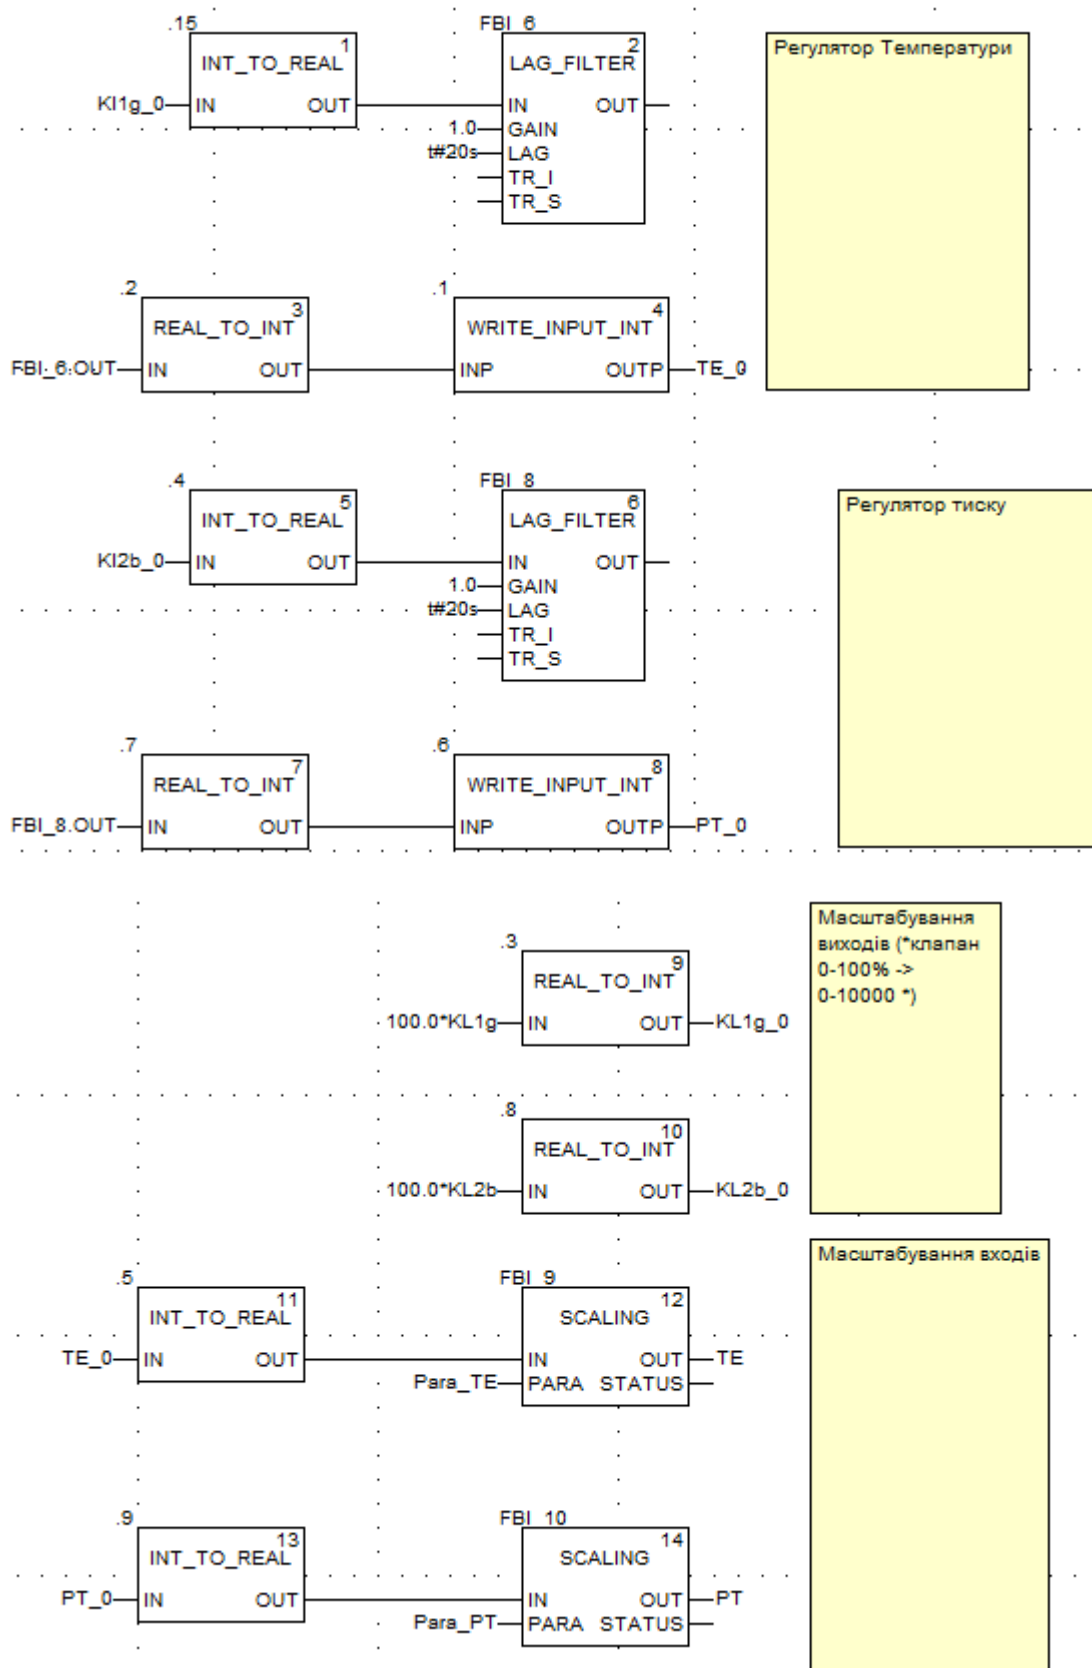 .15
1
INT_TO_REAL
KI1g_0 IN OUT
FBI_6
2
LAG_FILTER
IN OUT
1.0 GAIN
t#20s LAG
TR_I
TR_S
Регулятор Температури
.2
3
REAL_TO_INT
FBI_6.OUT IN OUT
.1
4
WRITE_INPUT_INT
INP OUTP TE_0
.4
5
INT_TO_REAL
KI2b_0 IN OUT
FBI_8
6
LAG_FILTER
IN OUT
1.0 GAIN
t#20s LAG
TR_I
TR_S
Регулятор тиску
.7
7
REAL_TO_INT
FBI_8.OUT IN OUT
.6
8
WRITE_INPUT_INT
INP OUTP PT_0
.3
9
REAL_TO_INT
100.0*KL1g IN OUT KL1g_0
Масштабування
виходів (*клапан
0-100% ->
0-10000 *)
.8
10
REAL_TO_INT
100.0*KL2b IN OUT KL2b_0
.5
11
INT_TO_REAL
TE_0 IN OUT
FBI_9
12
SCALING
IN OUT TE
Para_TE PARA STATUS
Масштабування входів
.9
13
INT_TO_REAL
PT_0 IN OUT
FBI_10
14
SCALING
IN OUT PT
Para_PT PARA STATUS